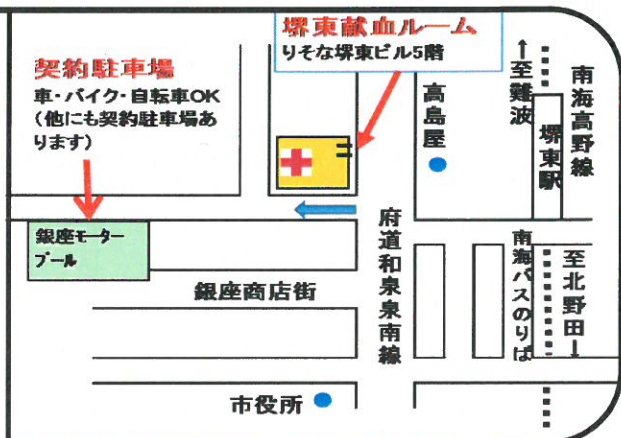 堺東献血ルーム
りそな堺東ビル5階
契約駐車場
車・バイク・自転車OK
(他にも契約駐車場あ
ります)
↑至難波
南海高野線
高島屋
堺東駅
銀座モーター
プール
府道和泉泉南線
南海バスのりば
至北野田↓
銀座商店街
市役所